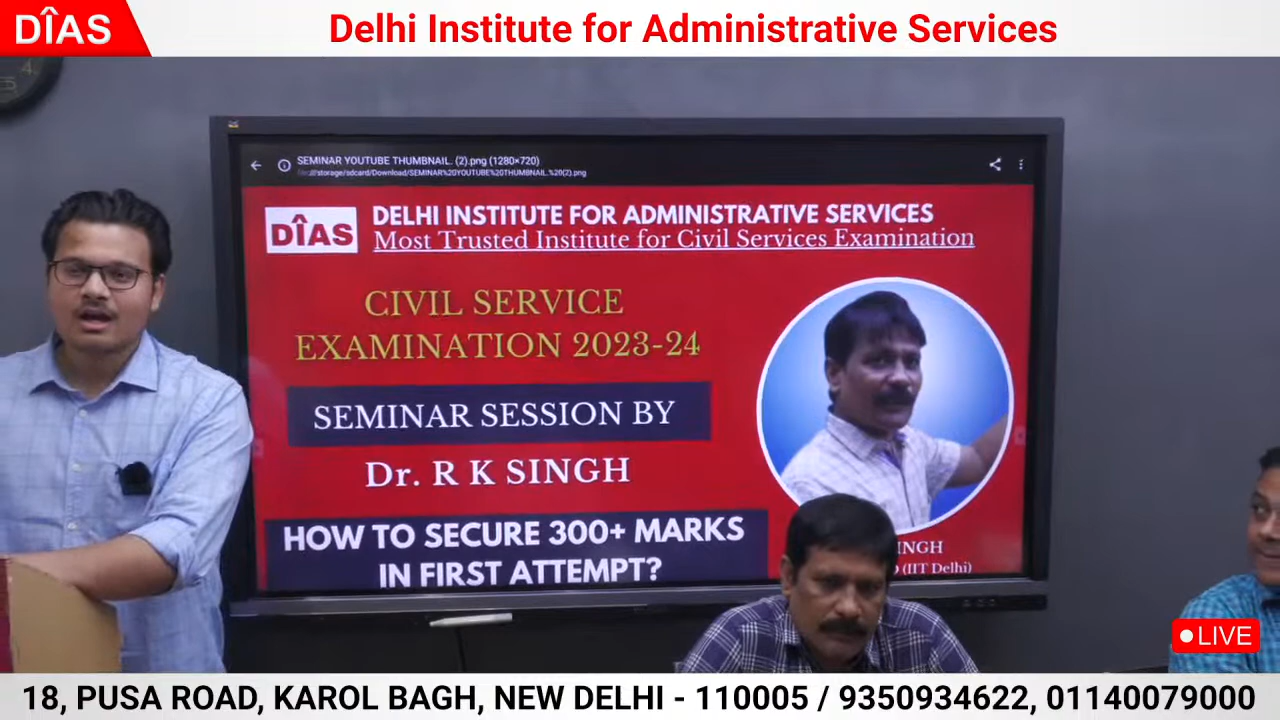 DÎAS
Delhi Institute for Administrative Services
4
SEMINAR YOUTUBE THUMBNAIL. (2).png (1280×720)
DÎAS
DELHI INSTITUTE FOR ADMINISTRATIVE SERVICES
Most Trusted Institute for Civil Services Examination
CIVIL SERVICE
EXAMINATION 2023-24
SEMINAR SESSION BY
Dr. R K SINGH
HOW TO SECURE 300+ MARKS
IN FIRST ATTEMPT?
(IIT Delhi)
LIVE
18, PUSA ROAD, KAROL BAGH, NEW DELHI - 110005 / 9350934622, 01140079000